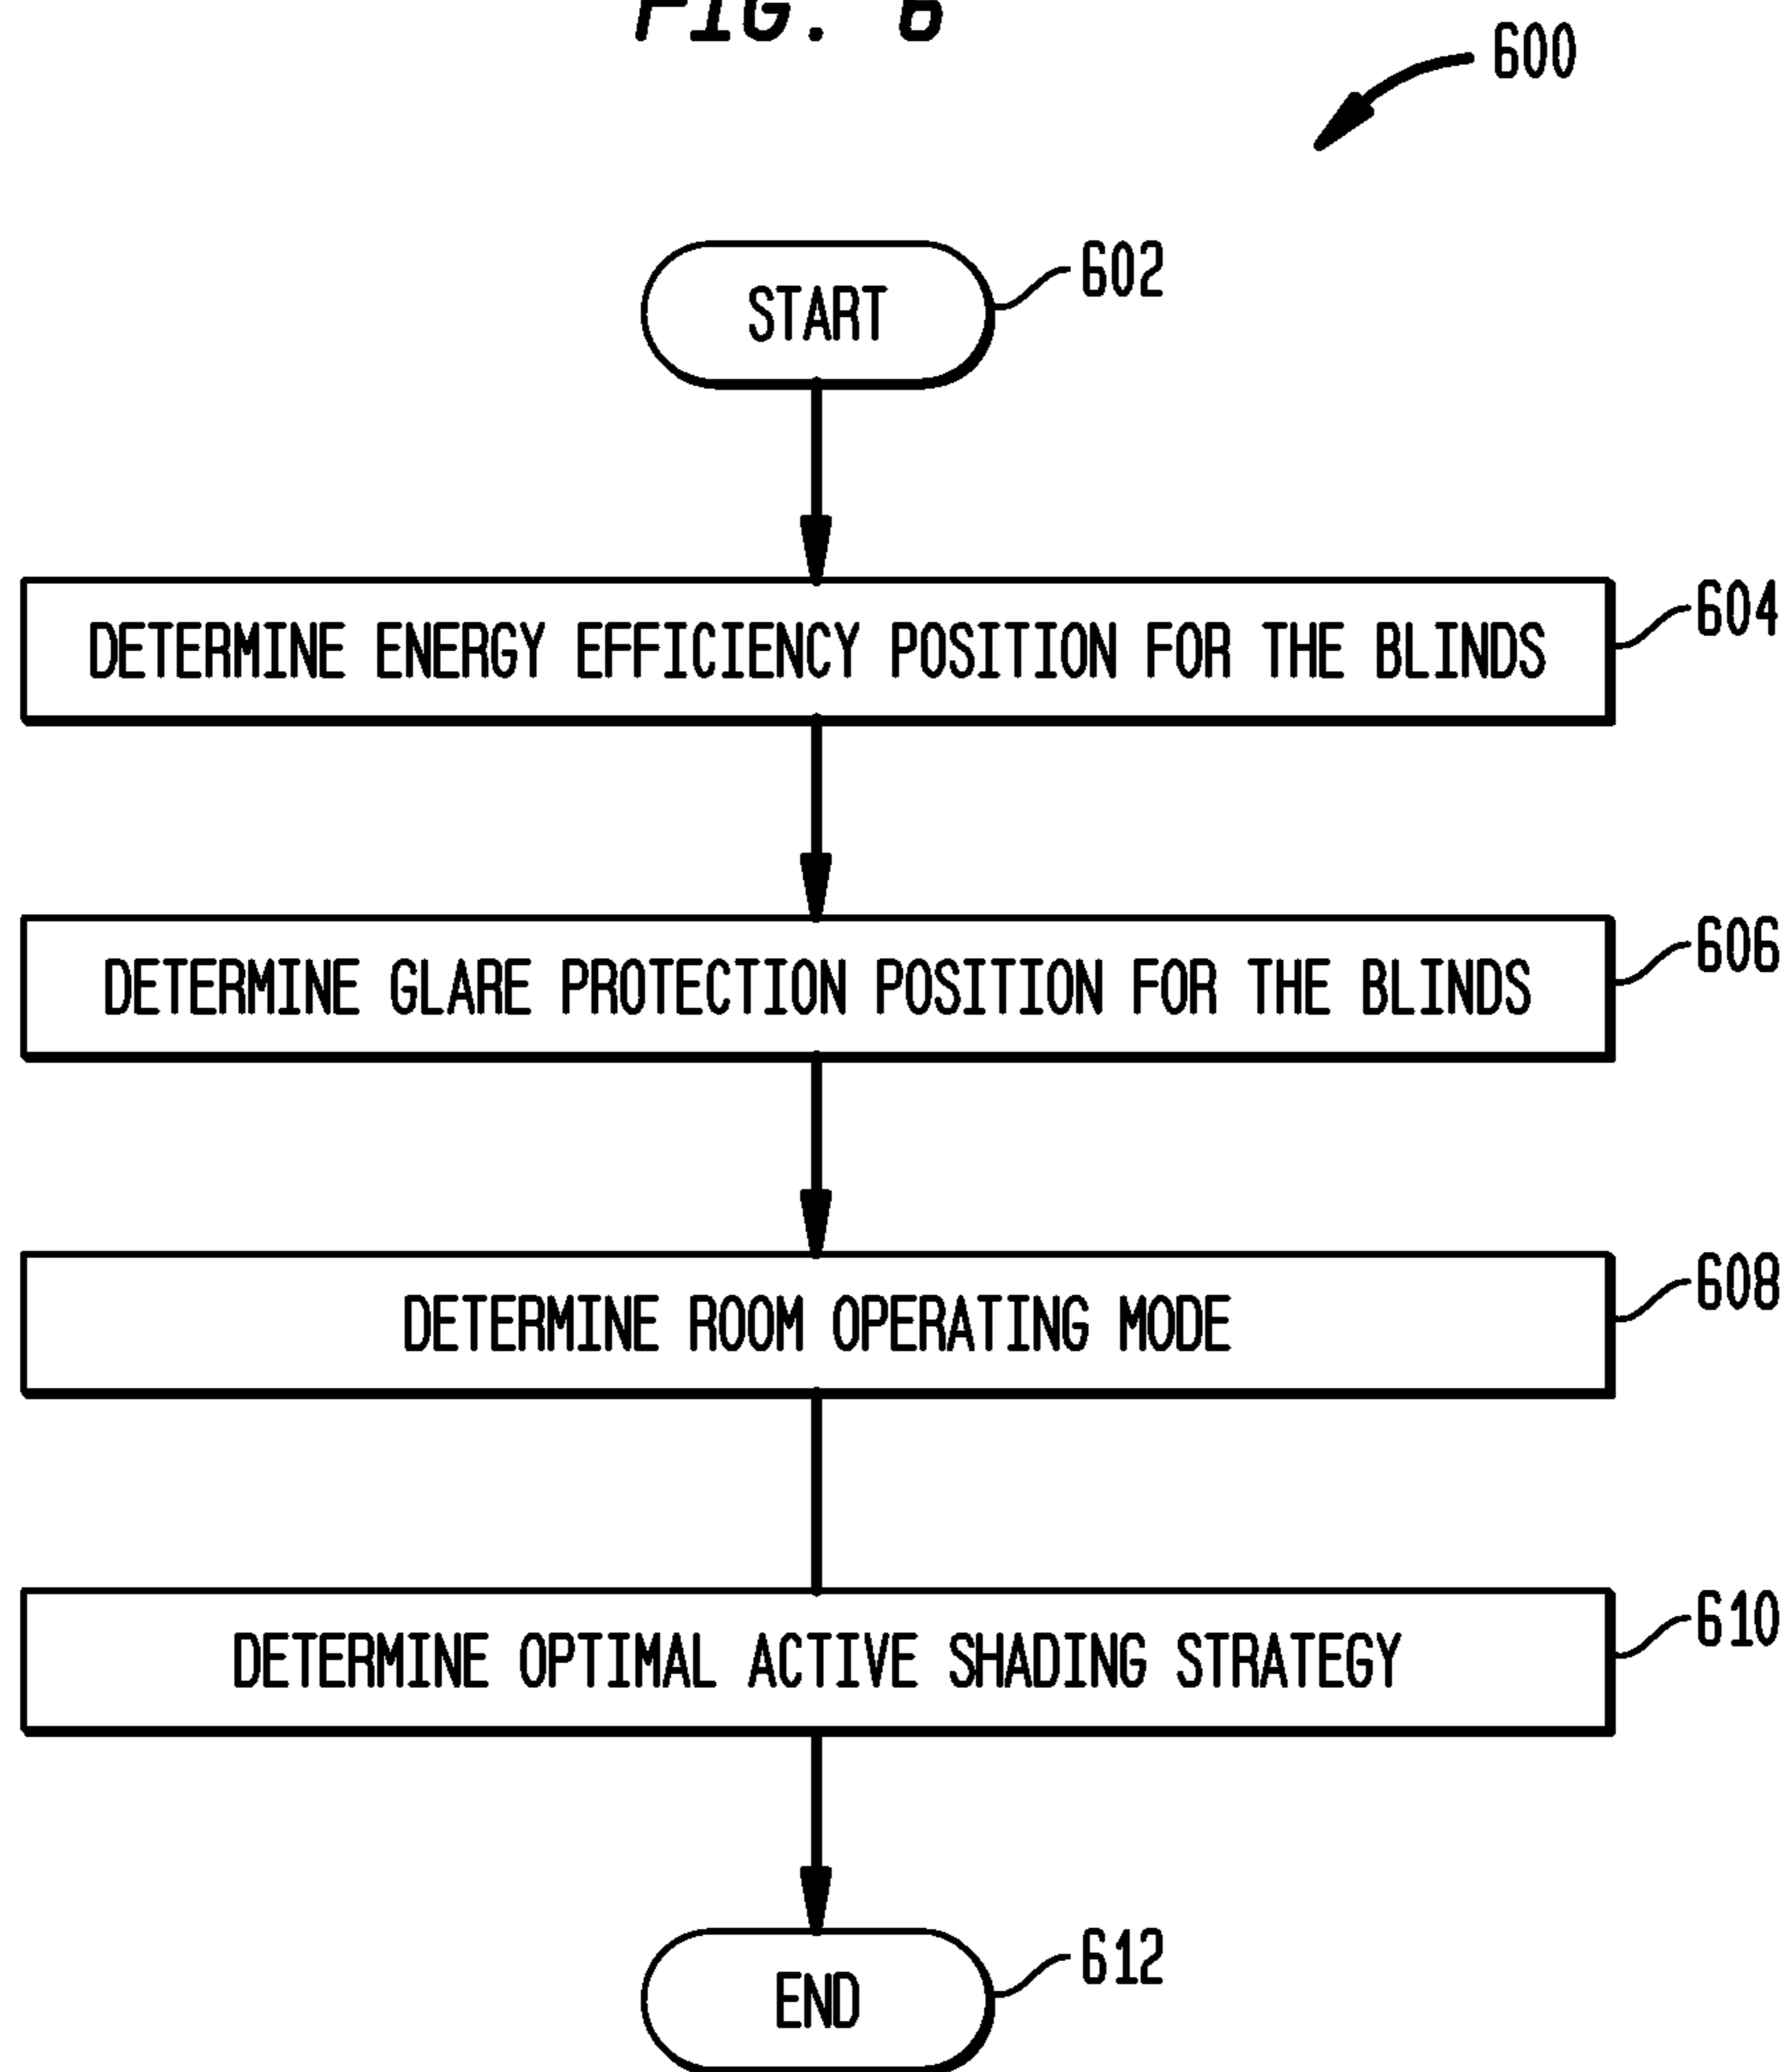 FIG. 6
600
START
602
DETERMINE ENERGY EFFICIENCY POSITION FOR THE BLINDS
604
DETERMINE GLARE PROTECTION POSITION FOR THE BLINDS
606
DETERMINE ROOM OPERATING MODE
608
DETERMINE OPTIMAL ACTIVE SHADING STRATEGY
610
END
612